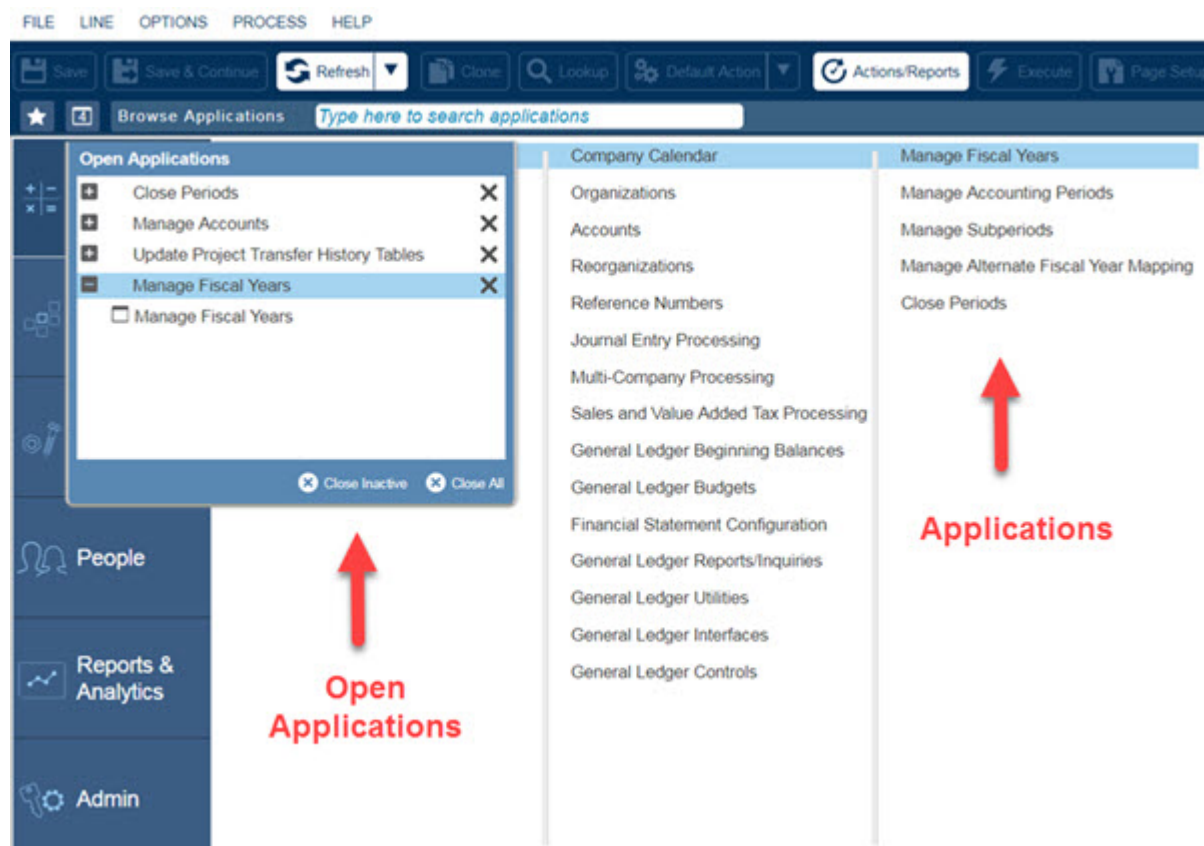 FILE LINE OPTIONS PROCESS HELP
Save Save & Continue Refresh Clone Lookup Default Action Actions/Reports Execute Page Setu
4 Browse Applications Type here to search applications
Open Applications
Close Periods
Manage Accounts
Update Project Transfer History Tables
Manage Fiscal Years
Manage Fiscal Years
Close Inactive Close All
People
Reports &
Analytics
Admin
Open
Applications
Company Calendar
Organizations
Accounts
Reorganizations
Reference Numbers
Journal Entry Processing
Multi-Company Processing
Sales and Value Added Tax Processing
General Ledger Beginning Balances
General Ledger Budgets
Financial Statement Configuration
General Ledger Reports/Inquiries
General Ledger Utilities
General Ledger Interfaces
General Ledger Controls
Manage Fiscal Years
Manage Accounting Periods
Manage Subperiods
Manage Alternate Fiscal Year Mapping
Close Periods
Applications